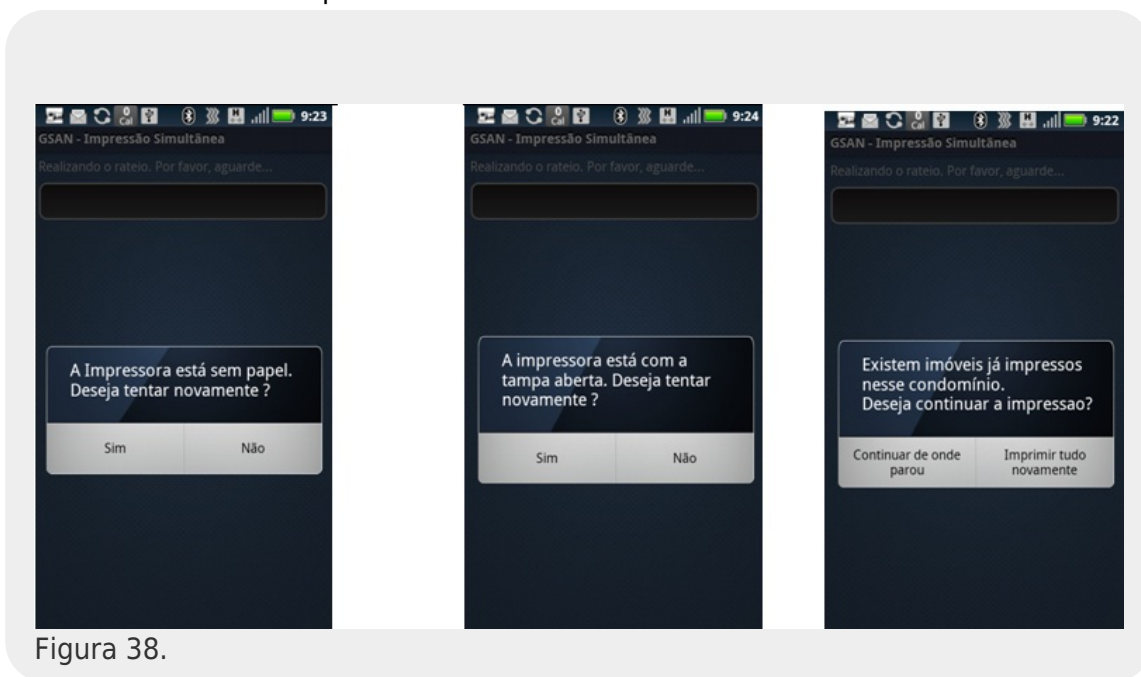 9:23
GSAN - Impressão Simultânea
Realizando o rateio. Por favor, aguarde...
A Impressora está sem papel.
Deseja tentar novamente ?
Sim Não
9:24
GSAN - Impressão Simultânea
Realizando o rateio. Por favor, aguarde...
A impressora está com a
tampa aberta. Deseja tentar
novamente ?
Sim Não
9:22
GSAN - Impressão Simultânea
Realizando o rateio. Por favor, aguarde...
Existem imóveis já impressos
nesse condomínio.
Deseja continuar a impressao?
Continuar de onde
parou
Imprimir tudo
novamente
Figura 38.